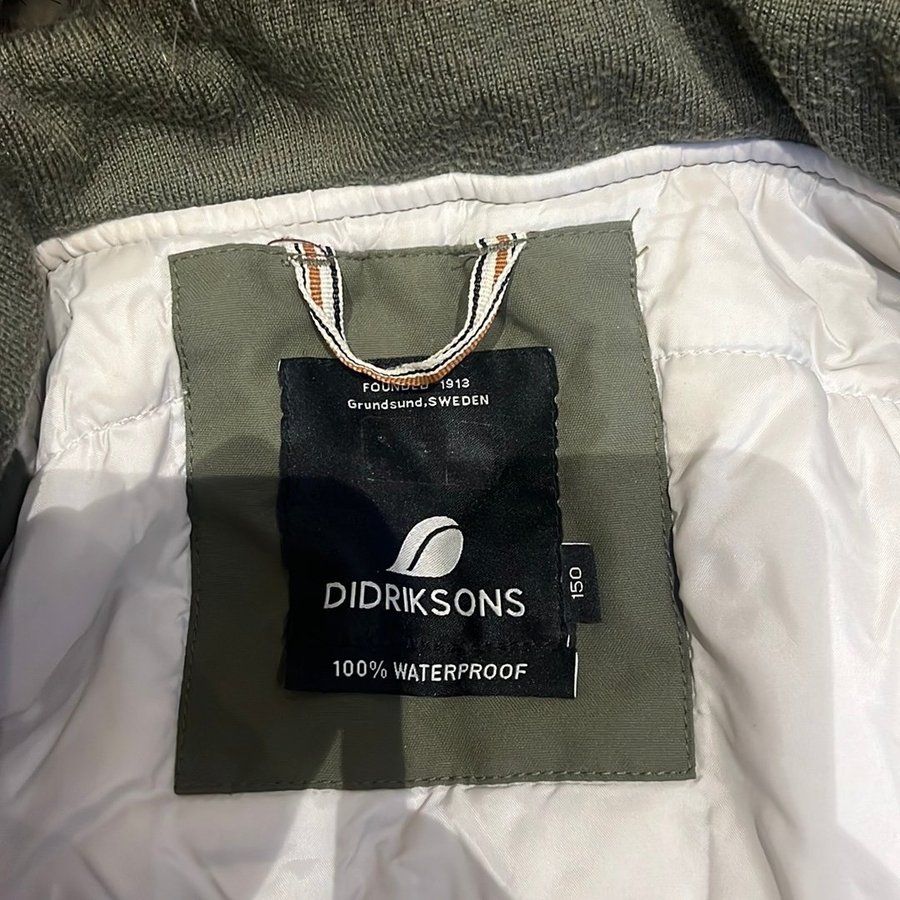 FOUNDED 1913
Grundsund,SWEDEN
DIDRIKSONS
150
100% WATERPROOF